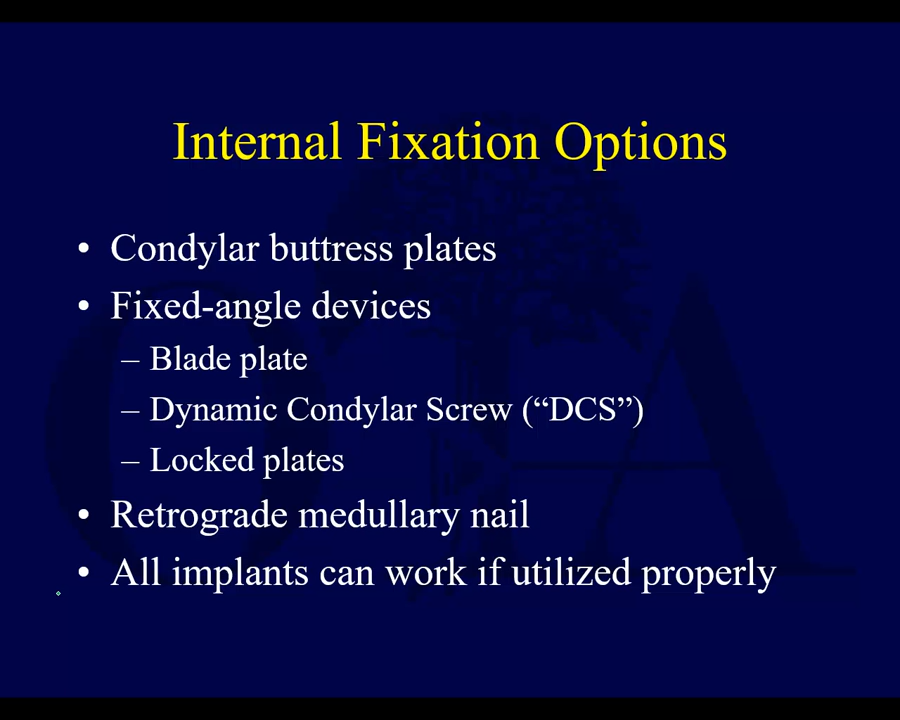 Internal Fixation Options
• Condylar buttress plates
• Fixed-angle devices
– Blade plate
– Dynamic Condylar Screw (“DCS”)
– Locked plates
• Retrograde medullary nail
• All implants can work if utilized properly
OTA